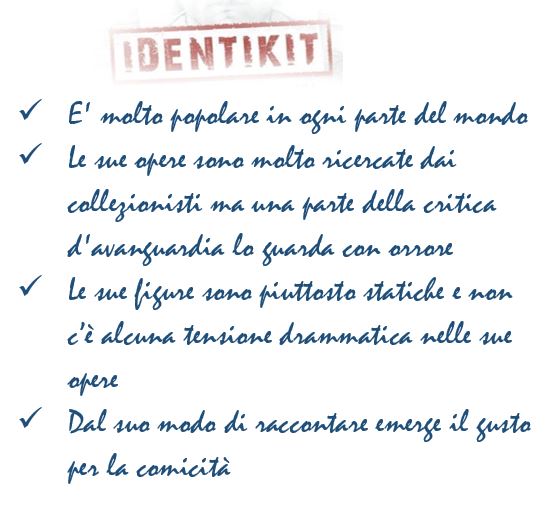 IDENTIKIT
✓ E' molto popolare in ogni parte del mondo
✓ Le sue opere sono molto ricercate dai
collezionisti ma una parte della critica
d'avanguardia lo guarda con orrore
✓ Le sue figure sono piuttosto statiche e non
c'è alcuna tensione drammatica nelle sue
opere
✓ Dal suo modo di raccontare emerge il gusto
per la comicità